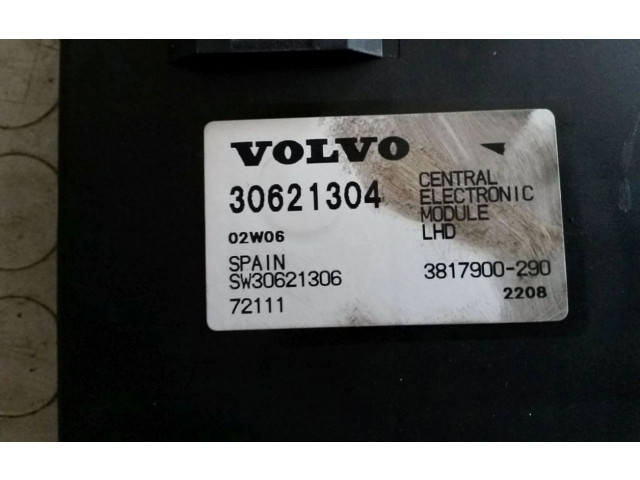 VOLVO
30621304
02W06
SPAIN
SW30621306
72111
CENTRAL
ELECTRONIC
MODULE
LHD
3817900-290
2208